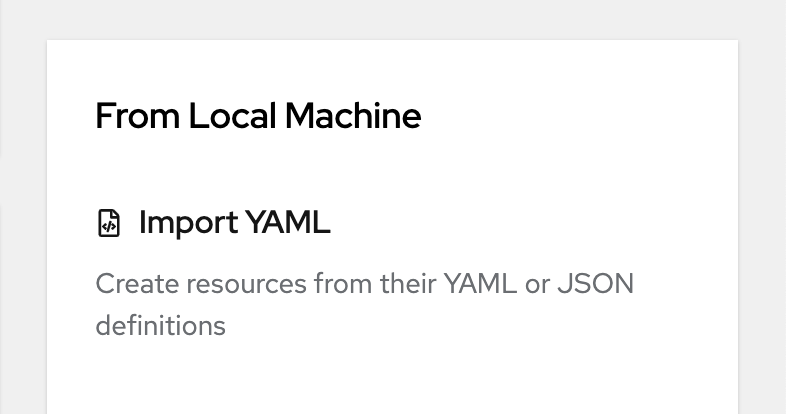 From Local Machine
Import YAML
Create resources from their YAML or JSON
definitions